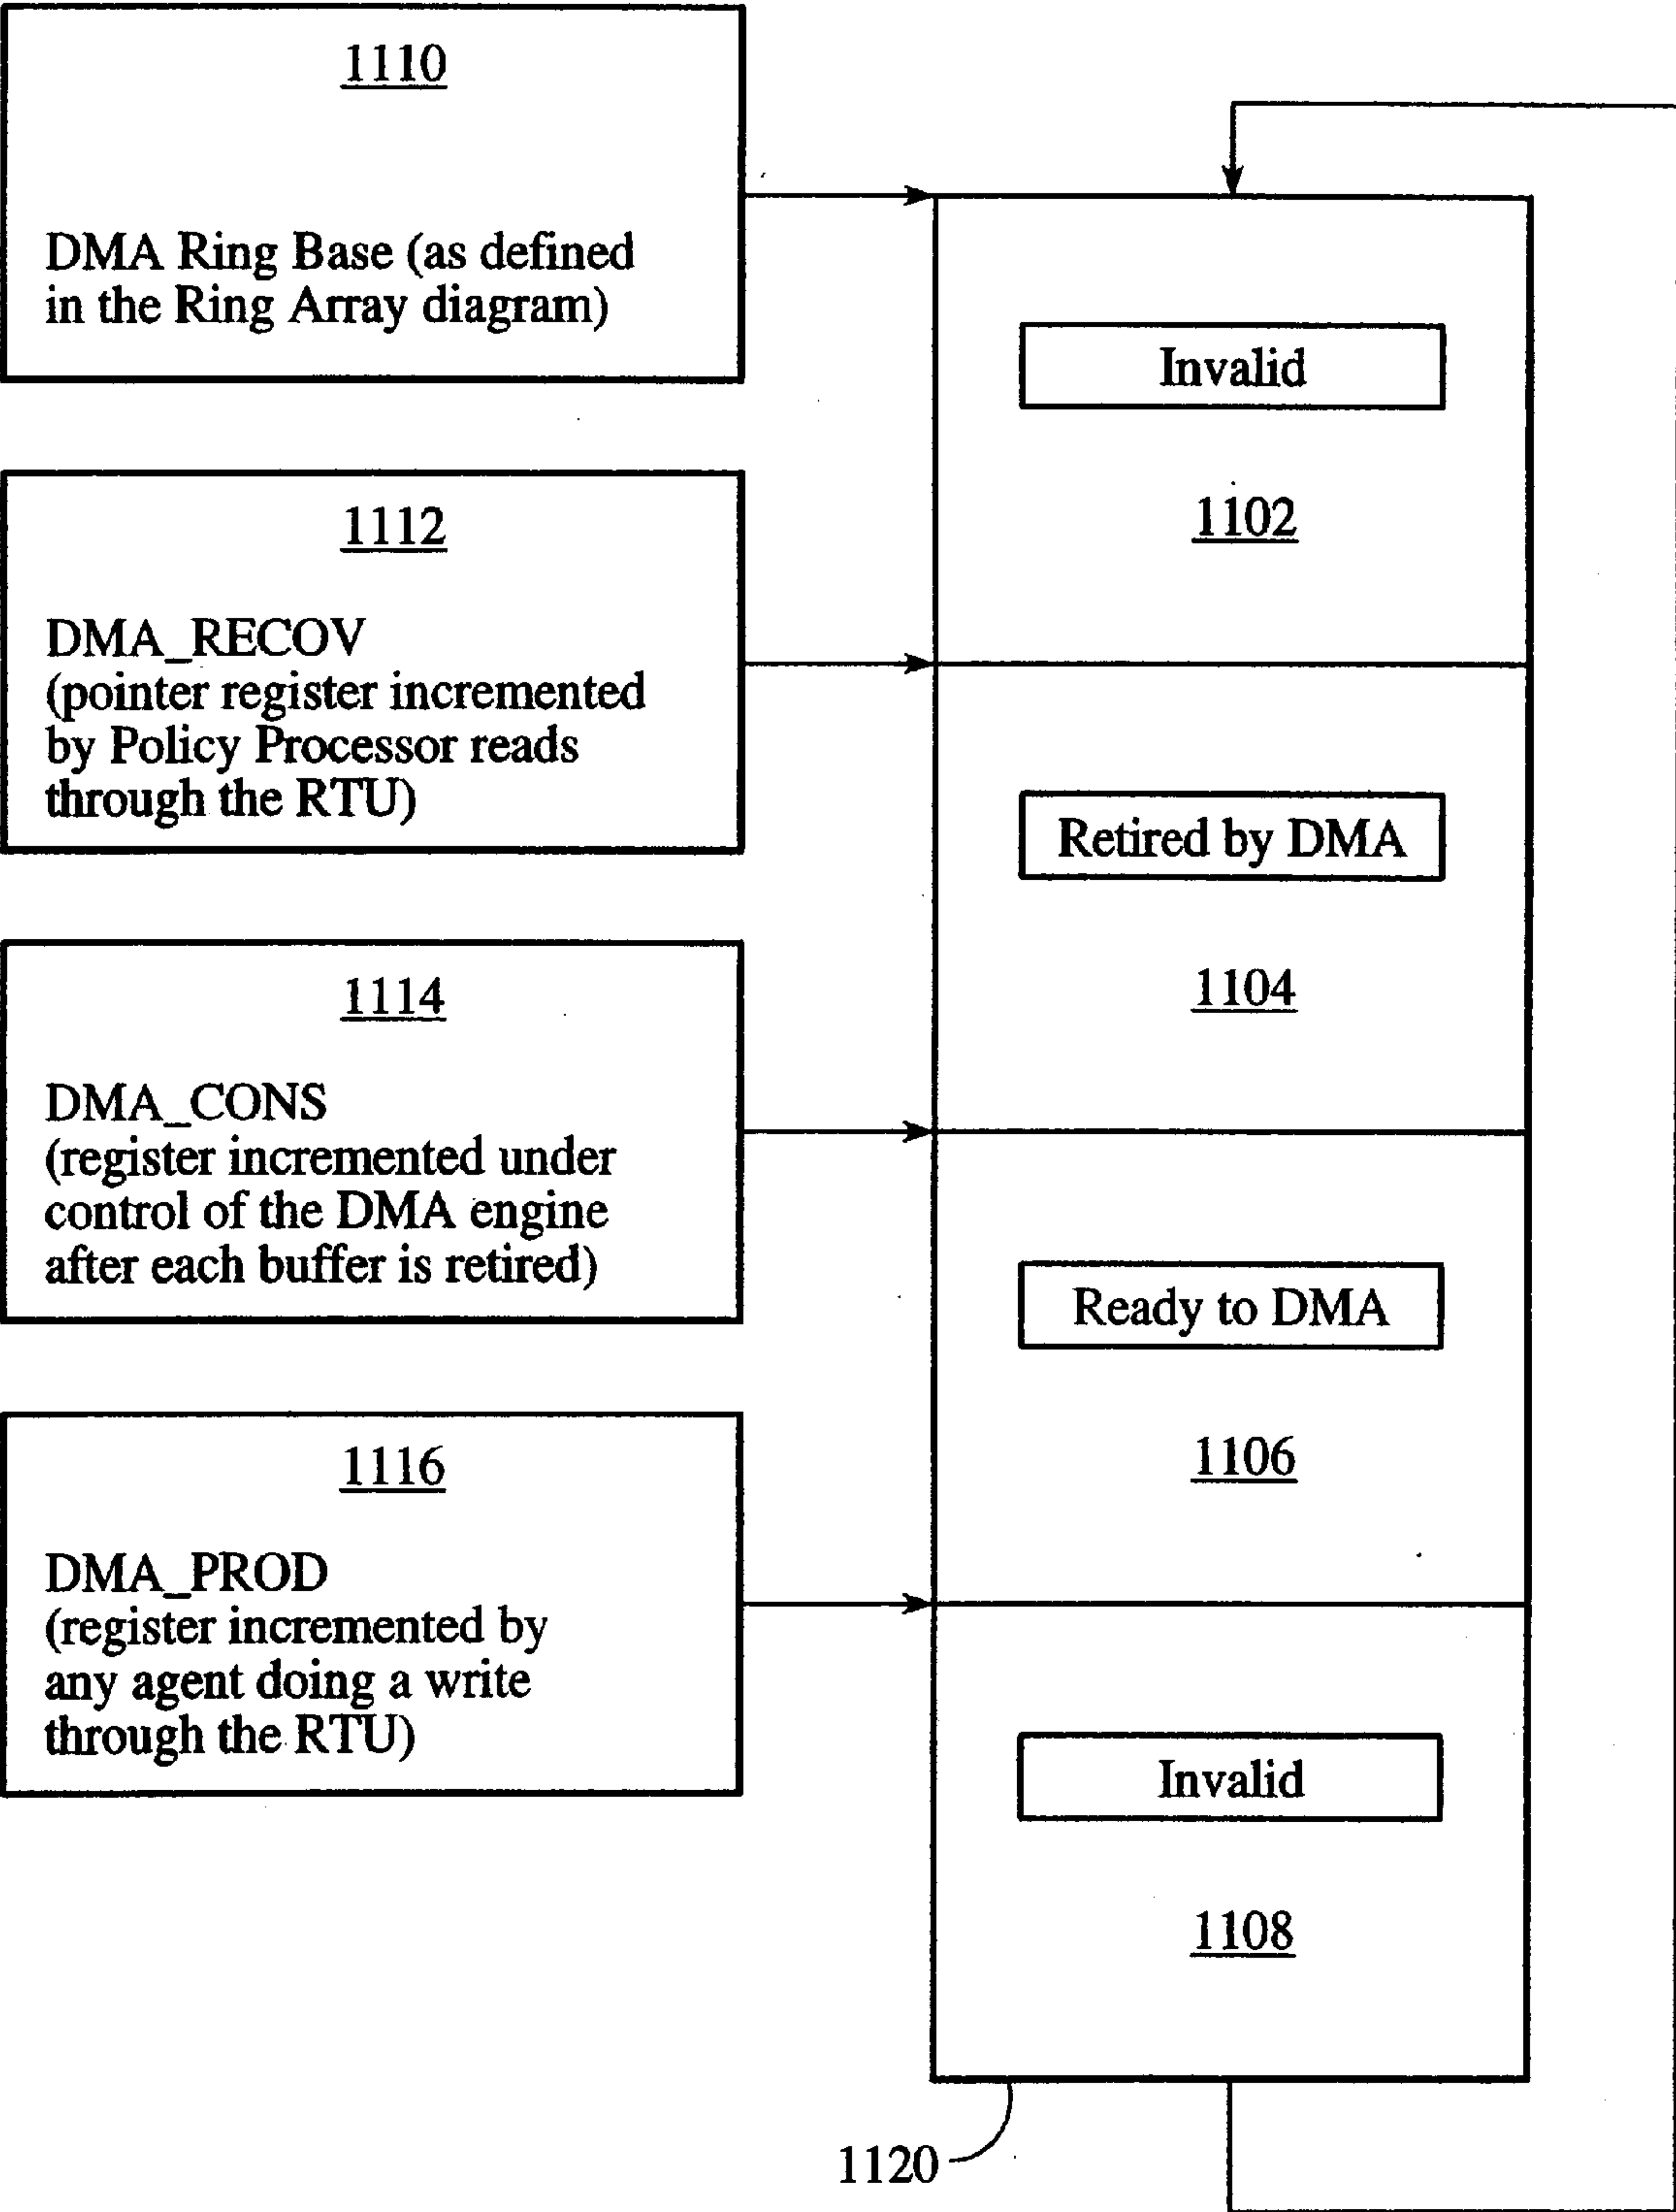 1110
DMA Ring Base (as defined
in the Ring Array diagram)
Invalid
1102
1112
DMA_RECOV
(pointer register incremented
by Policy Processor reads
through the RTU)
Retired by DMA
1104
1114
DMA_CONS
(register incremented under
control of the DMA engine
after each buffer is retired)
Ready to DMA
1106
1116
DMA_PROD
(register incremented by
any agent doing a write
through the RTU)
Invalid
1108
1120